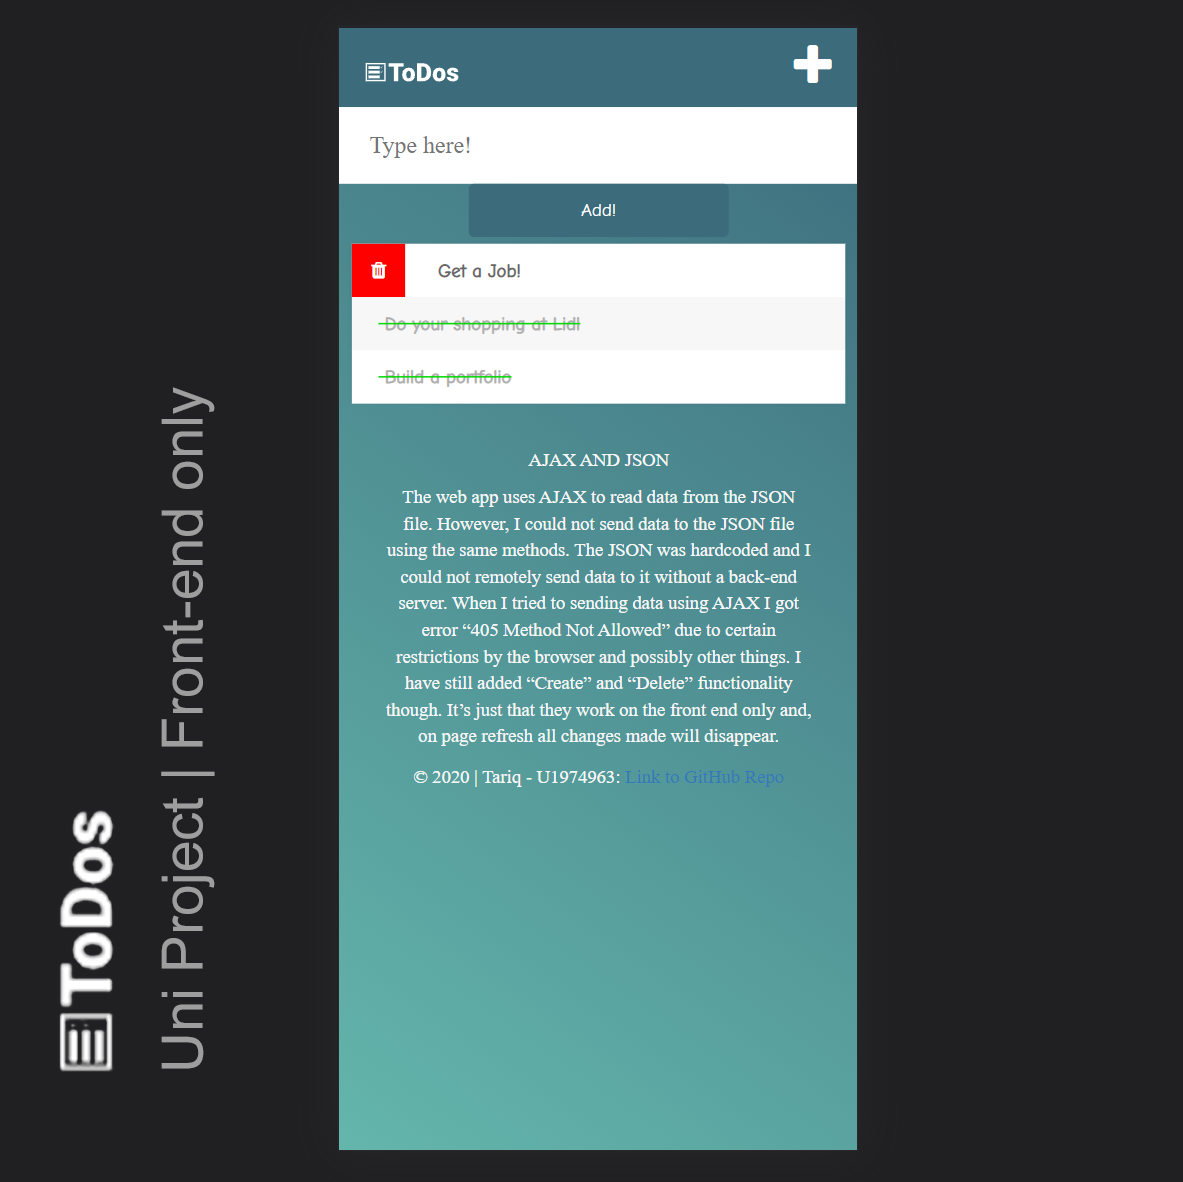 ToDos
Type here!
Add!
Get a Job!
Do your shopping at Lidl
Build a portfolio
AJAX AND JSON
The web app uses AJAX to read data from the JSON
file. However, I could not send data to the JSON file
using the same methods. The JSON was hardcoded and I
could not remotely send data to it without a back-end
server. When I tried to sending data using AJAX I got
error “405 Method Not Allowed” due to certain
restrictions by the browser and possibly other things. I
have still added “Create” and “Delete” functionality
though. It’s just that they work on the front end only and,
on page refresh all changes made will disappear.
© 2020 | Tariq - U1974963: Link to GitHub Repo
ToDos
Uni Project | Front-end only